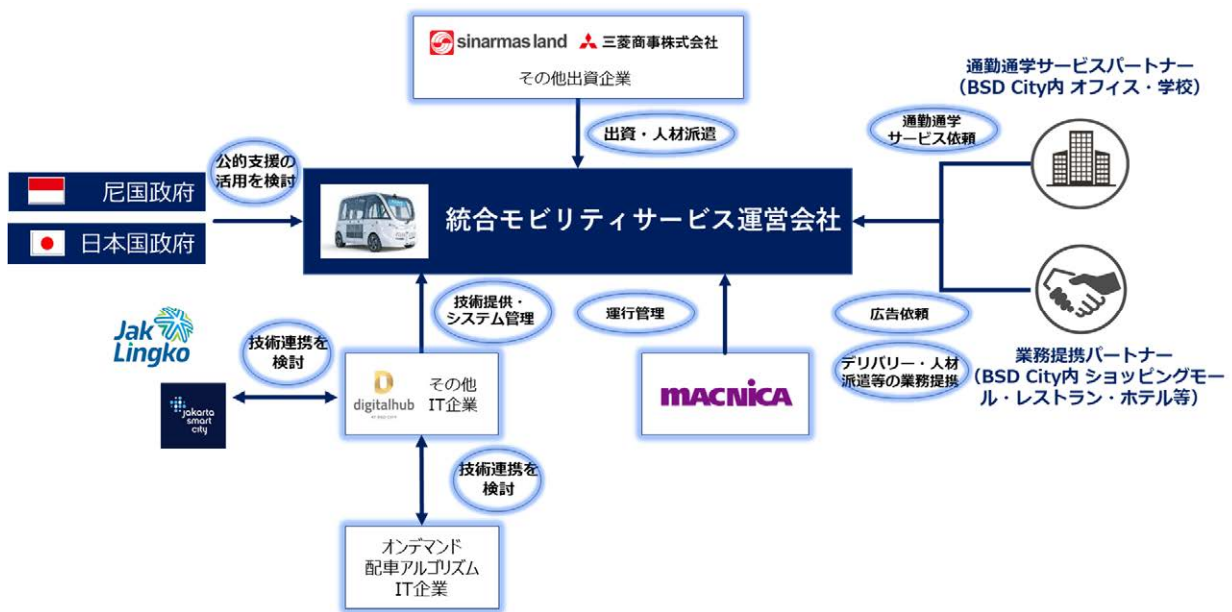 sinarmas land 三菱商事株式会社
その他出資企業
出資・人材派遣
通勤通学サービスパートナー
（BSD City内 オフィス・学校）
通勤通学
サービス依頼
公的支援の
活用を検討
尼国政府
日本国政府
統合モビリティサービス運営会社
技術提供・
システム管理
運行管理
広告依頼
デリバリー・人材
派遣等の業務提携
業務提携パートナー
（BSD City内 ショッピングモー
ル・レストラン・ホテル等）
Jak
Lingko
技術連携を
検討
jakarta
smart
city
D
digitalhub
その他
IT企業
MACNICA
技術連携を
検討
オンデマンド
配車アルゴリズム
IT企業